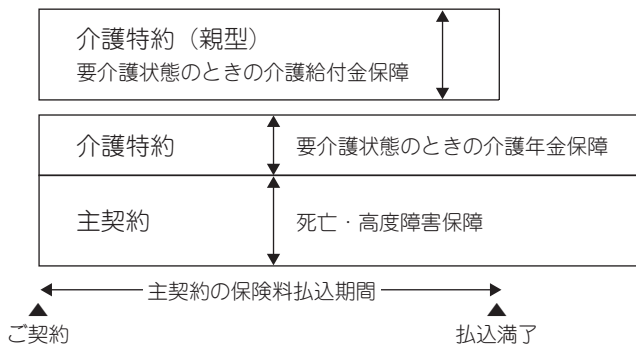 介護特約（親型）
要介護状態のときの介護給付金保障
介護特約
要介護状態のときの介護年金保障
主契約
死亡・高度障害保障
主契約の保険料払込期間
ご契約
払込満了